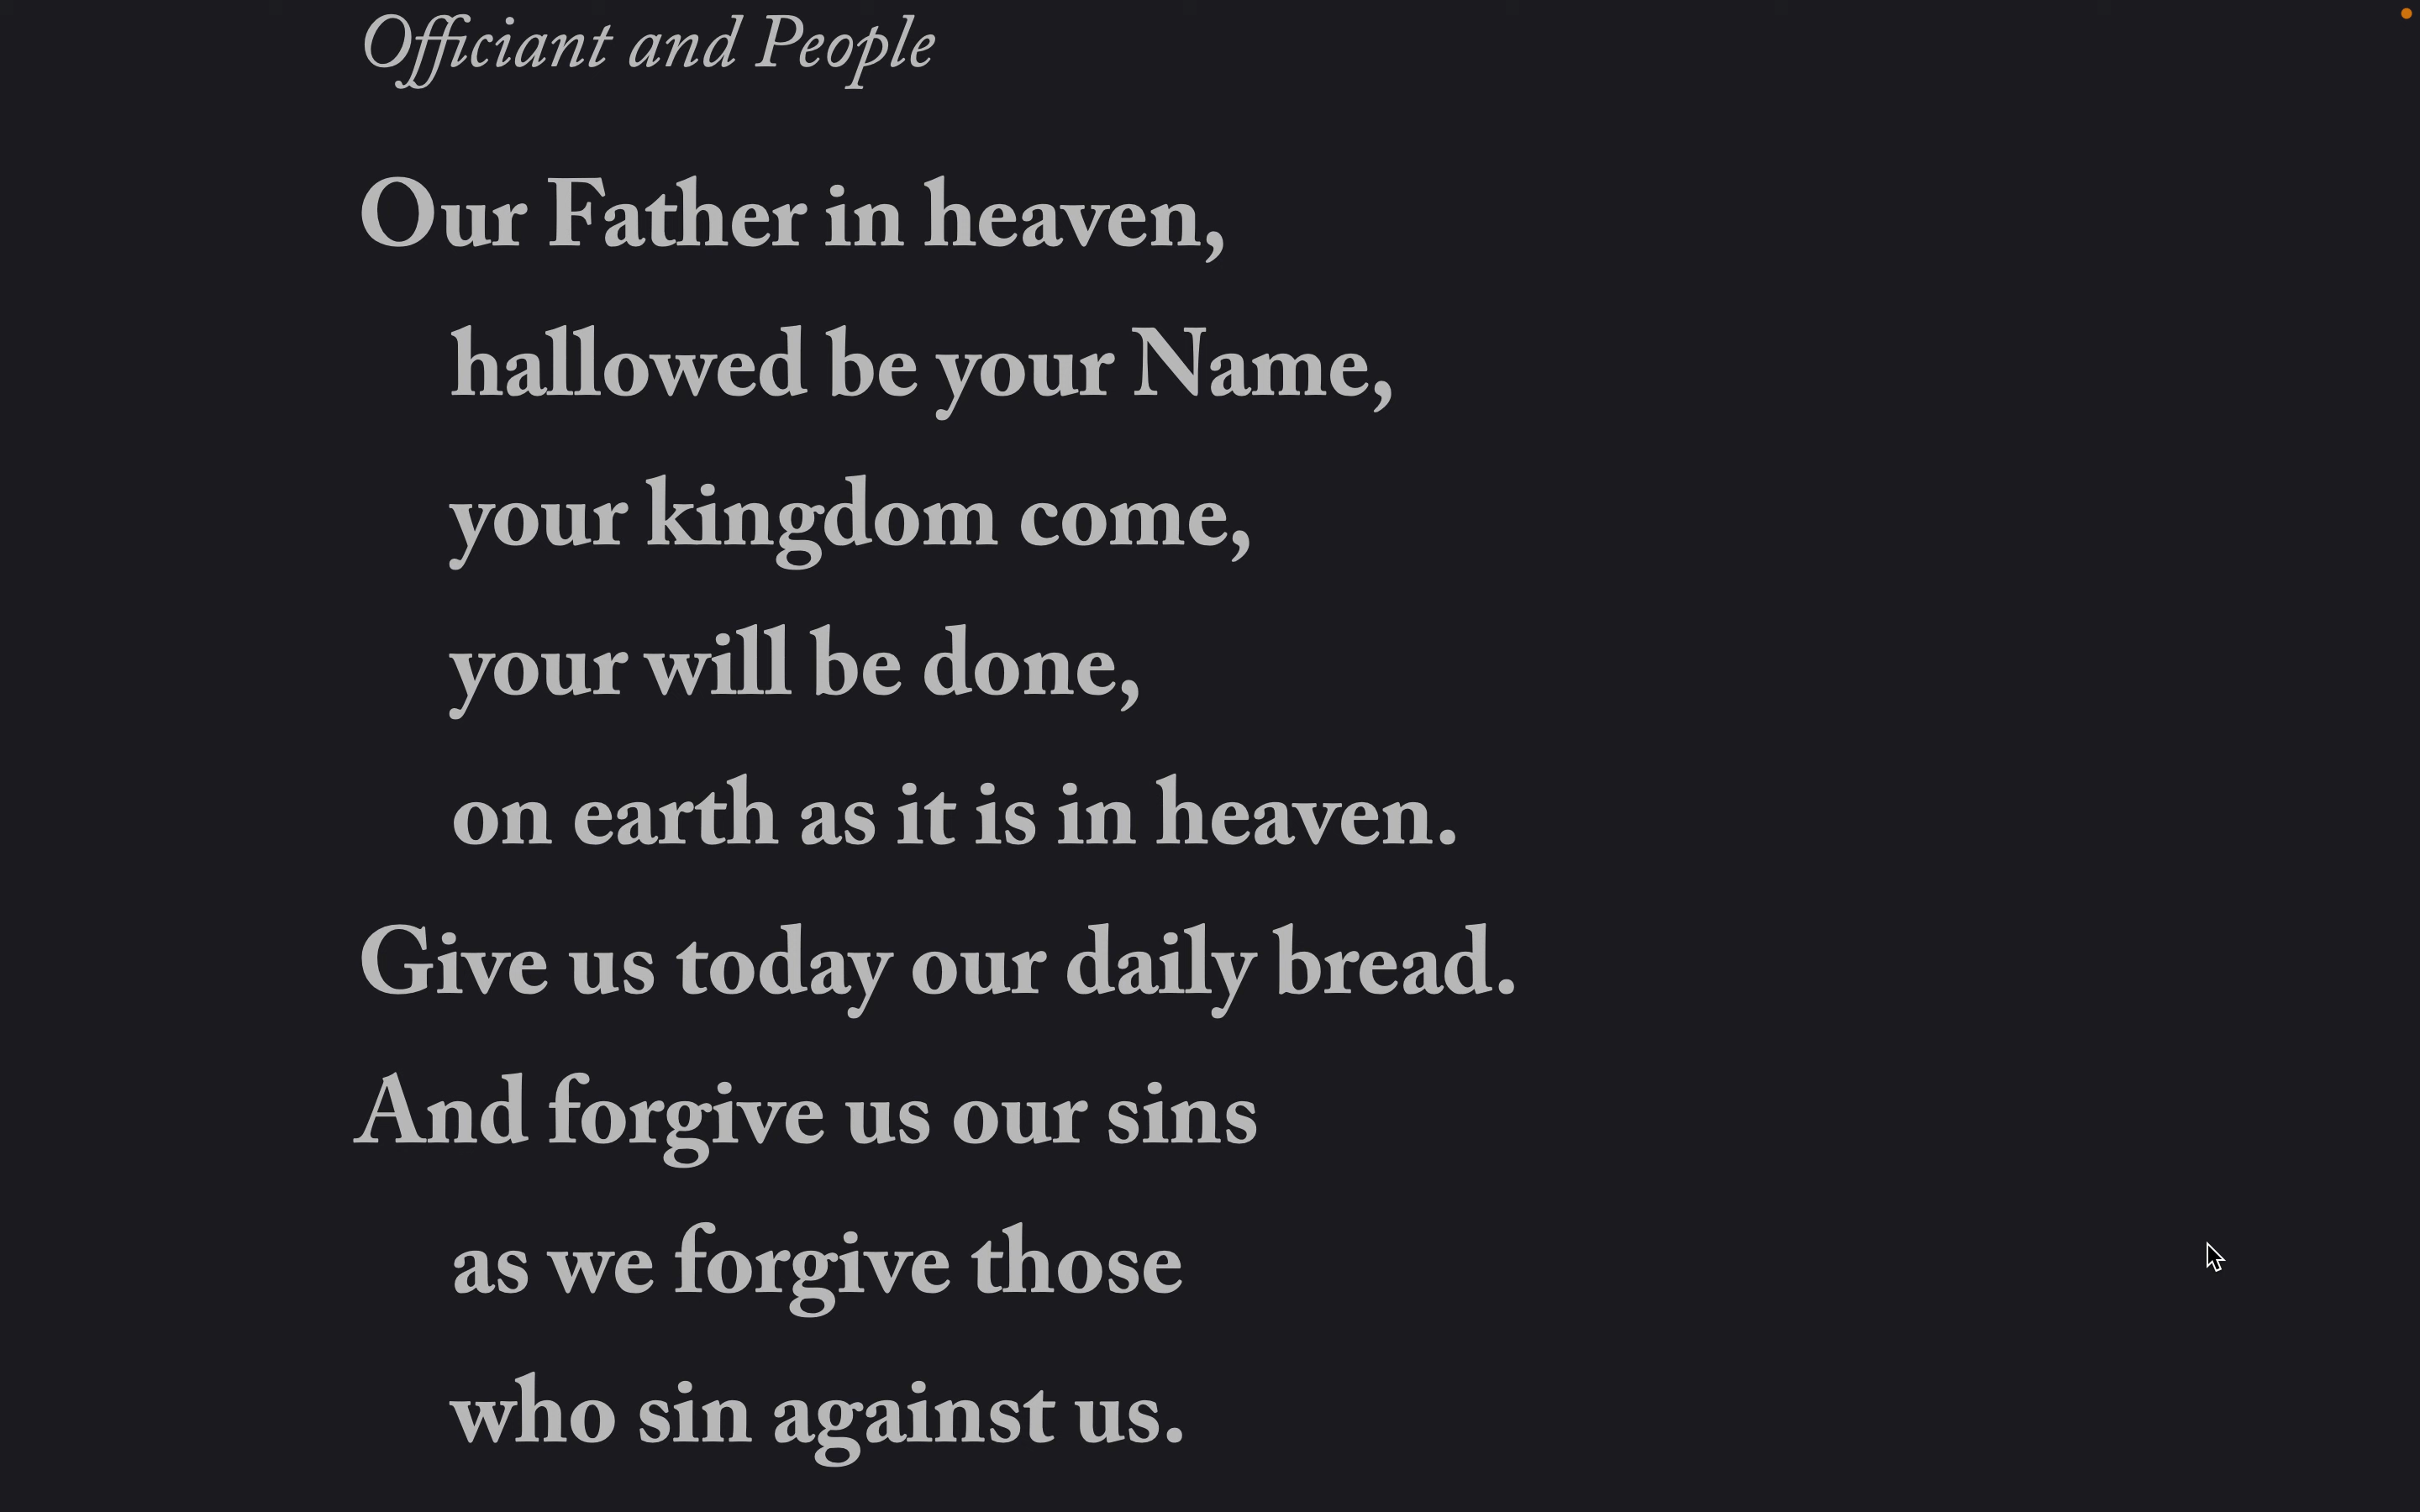 Officiant and People
Our Father in heaven,
hallowed be your Name,
your kingdom come,
your will be done,
on earth as it is in heaven.
Give us today our daily bread.
And forgive us our sins
as we forgive those
who sin against us.